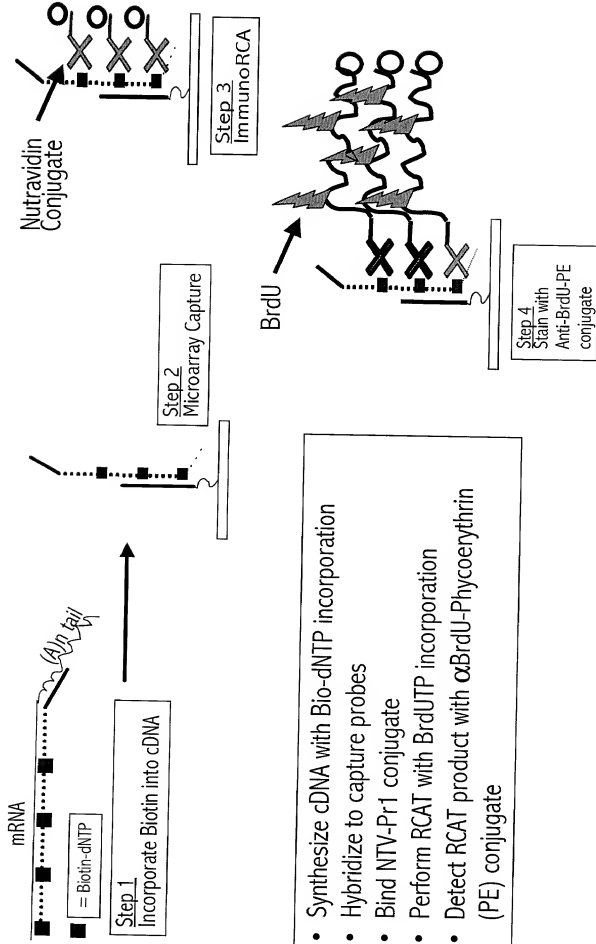 mRNA
(A)n tail
= Biotin-dNTP
Step 1
Incorporate Biotin into cDNA
Step 2
Microarray Capture
Nutravidin
Conjugate
Step 3
ImmunoRCA
BrdU
Step 4
Stain with
Anti-BrdU-PE
conjugate
• Synthesize cDNA with Bio-dNTP incorporation
• Hybridize to capture probes
• Bind NTV-Pr1 conjugate
• Perform RCAT with BrdUTP incorporation
• Detect RCAT product with αBrdU-Phycoerythrin
(PE) conjugate